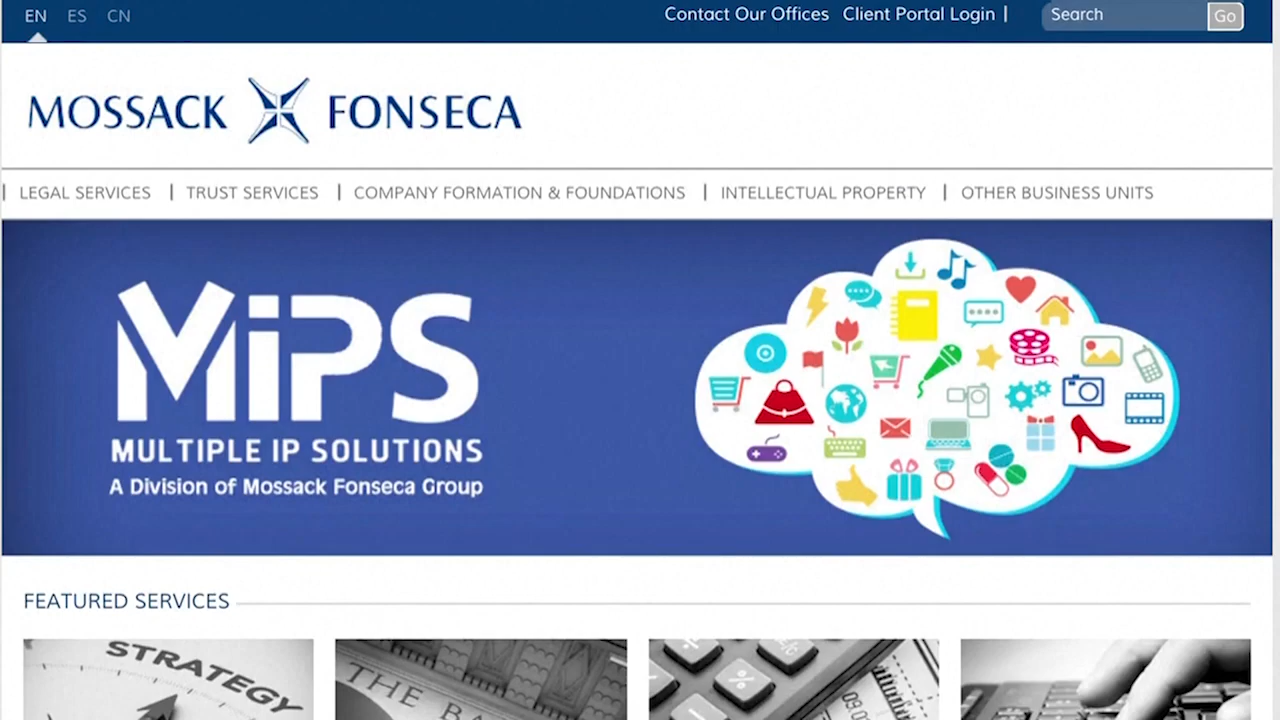 EN ES CN
Contact Our Offices Client Portal Login | Search Go
MOSSACK FONSECA
| LEGAL SERVICES | TRUST SERVICES | COMPANY FORMATION & FOUNDATIONS | INTELLECTUAL PROPERTY | OTHER BUSINESS UNITS
MiPS
MULTIPLE IP SOLUTIONS
A Division of Mossack Fonseca Group
FEATURED SERVICES
STRATEGY
THE
%